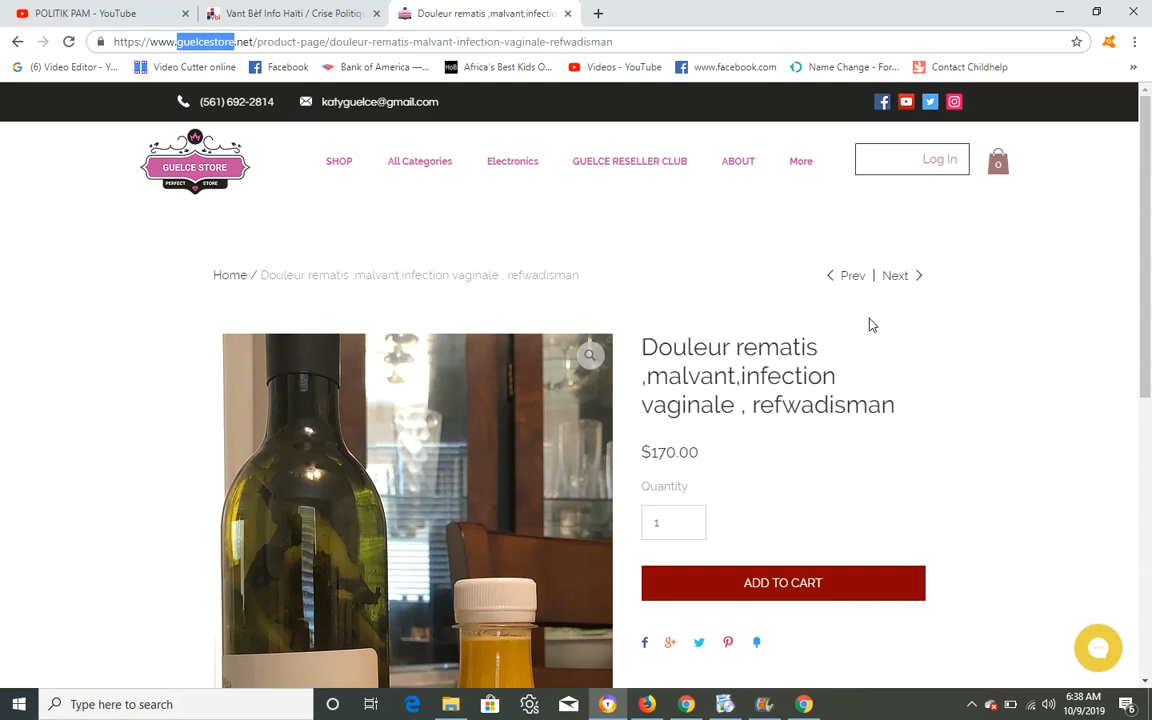 POLITIK PAM - YouTube
Vant Bèf Info Haïti / Crise Politiqu
Douleur rematis ,malvant,infectio
https://www.guelcestore.net/product-page/douleur-rematis-malvant-infection-vaginale-refwadisman
(6) Video Editor - Y...
Video Cutter online
Facebook
Bank of America —...
Africa's Best Kids O...
Videos - YouTube
www.facebook.com
Name Change - For...
Contact Childhelp
»
(561) 692-2814
katyguelce@gmail.com
GUELCE STORE
PERFECT STORE
SHOP
All Categories
Electronics
GUELCE RESELLER CLUB
ABOUT
More
Log In
0
Home / Douleur rematis ,malvant,infection vaginale , refwadisman
Prev | Next
Douleur rematis
,malvant,infection
vaginale , refwadisman
$170.00
Quantity
1
ADD TO CART
Type here to search
6:38 AM
10/9/2019
6